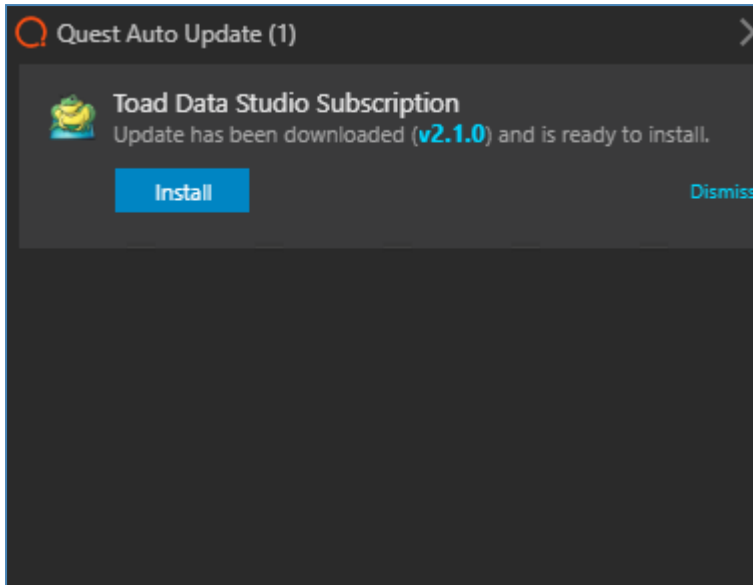 Quest Auto Update (1)
Toad Data Studio Subscription
Update has been downloaded (v2.1.0) and is ready to install.
Install
Dismiss